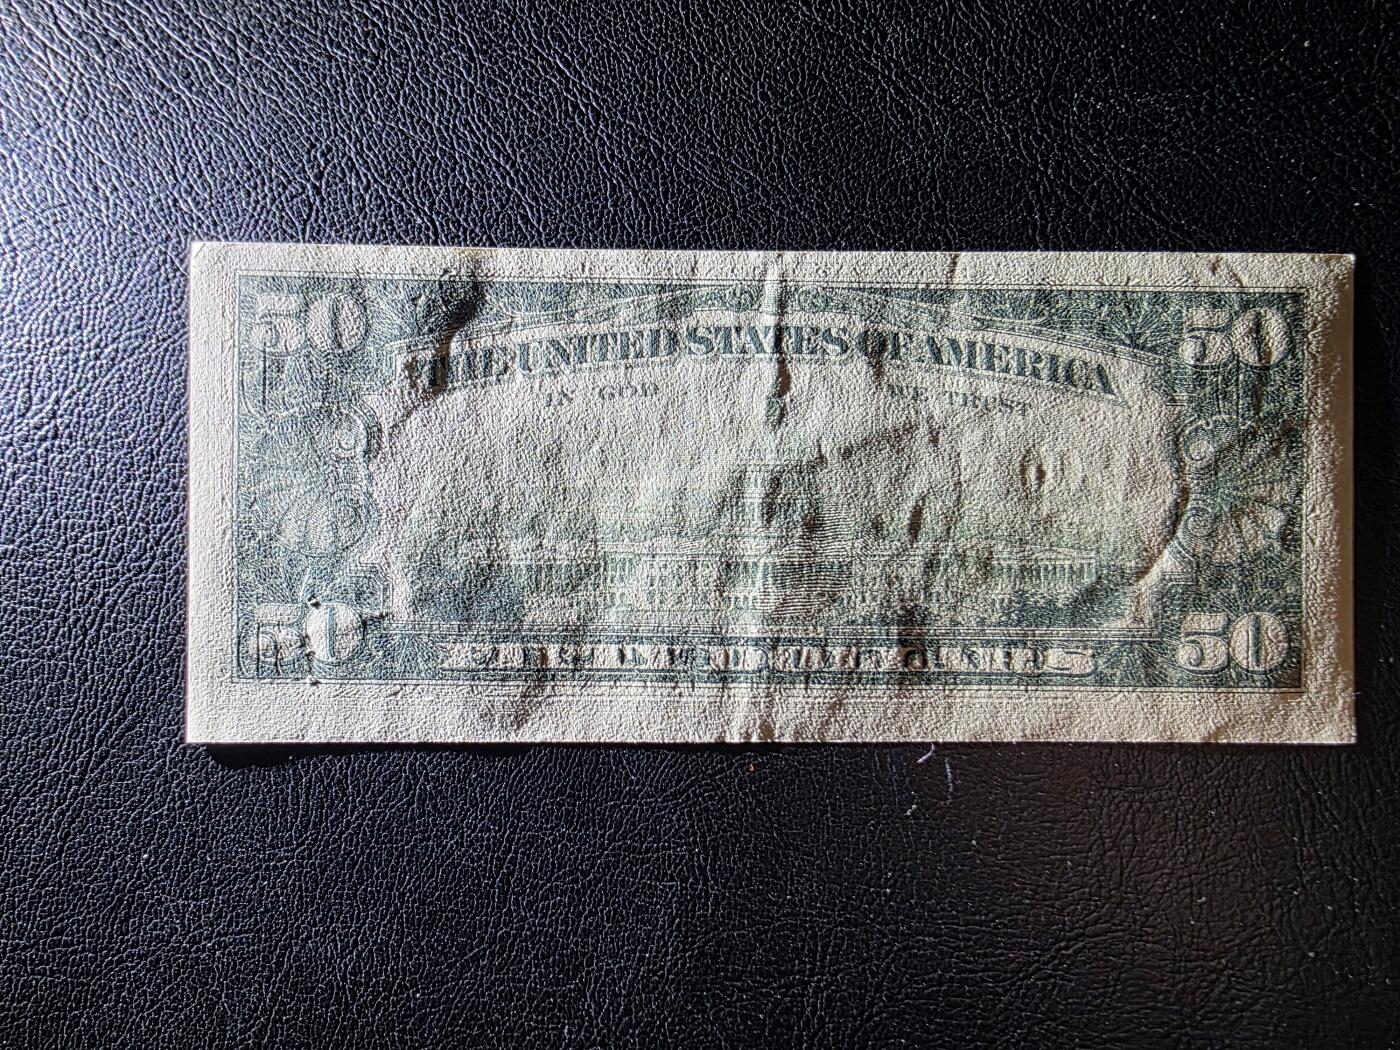 50 50
THE UNITED STATES OF AMERICA
IN GOD WE TRUST
50 50